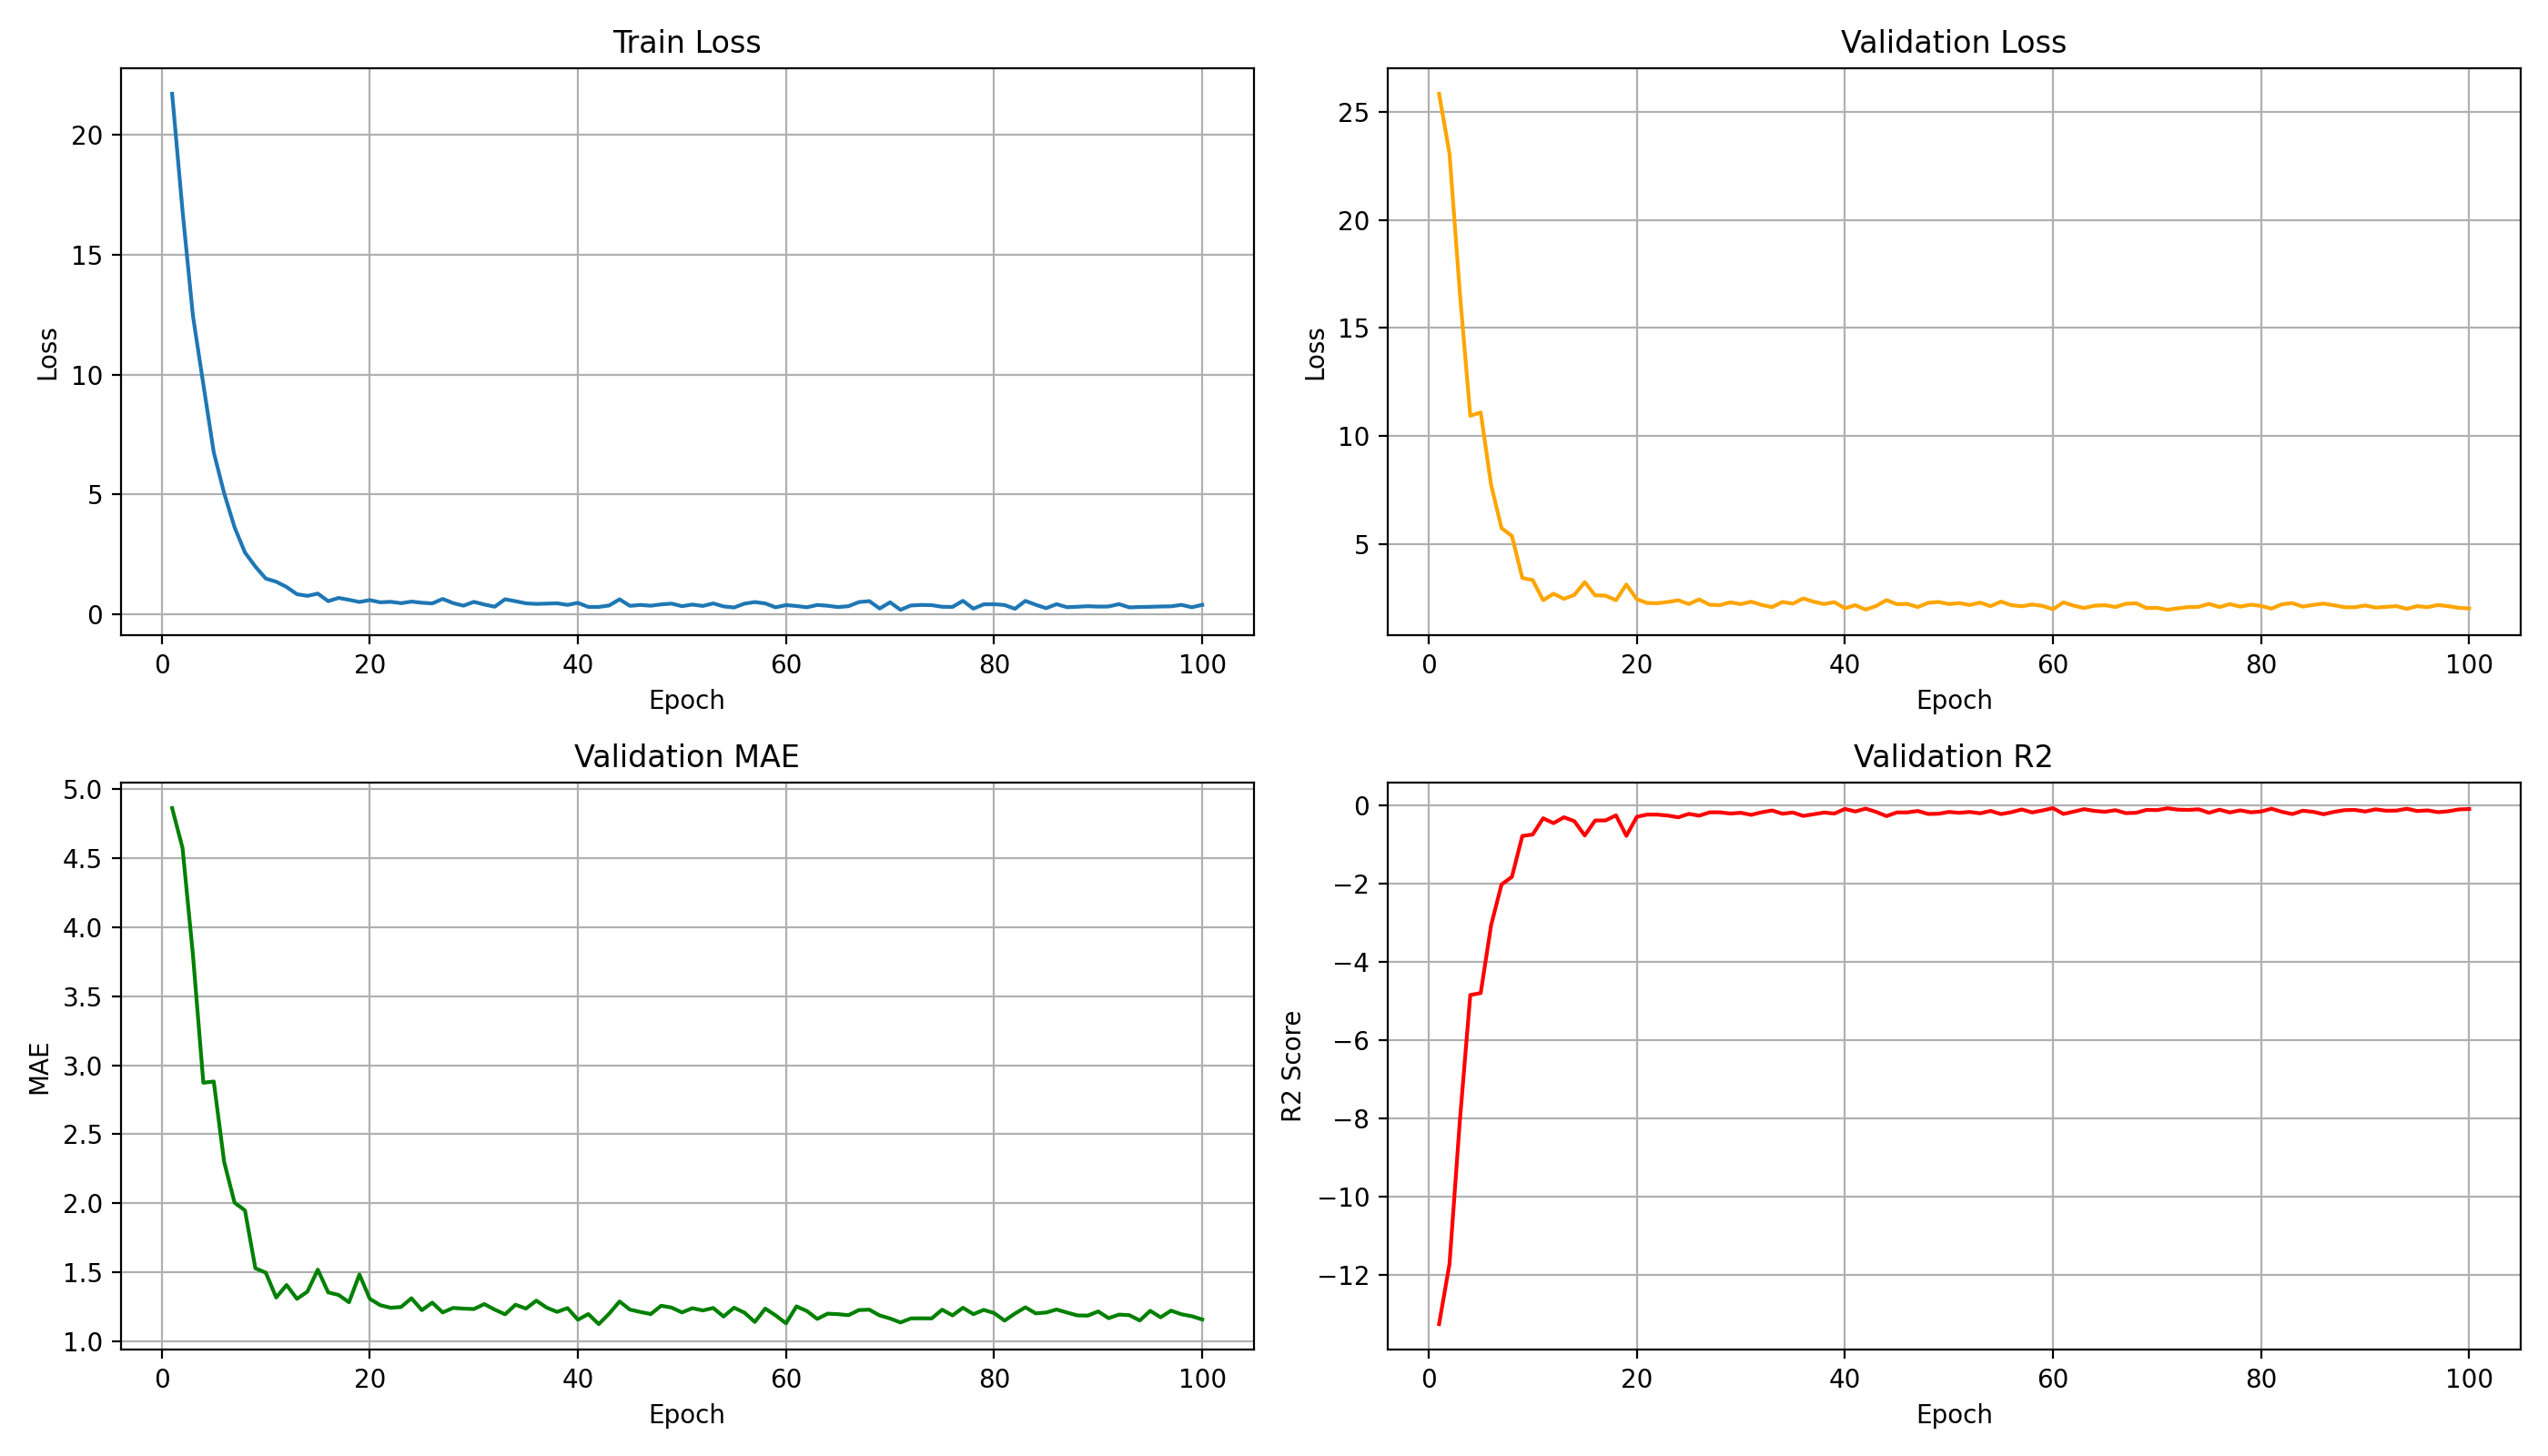 Train Loss
Loss
20
15
10
5
0
0 20 40 60 80 100
Epoch
Validation Loss
Loss
25
20
15
10
5
0 20 40 60 80 100
Epoch
Validation MAE
MAE
5.0
4.5
4.0
3.5
3.0
2.5
2.0
1.5
1.0
0 20 40 60 80 100
Epoch
Validation R2
R2 Score
0
−2
−4
−6
−8
−10
−12
0 20 40 60 80 100
Epoch